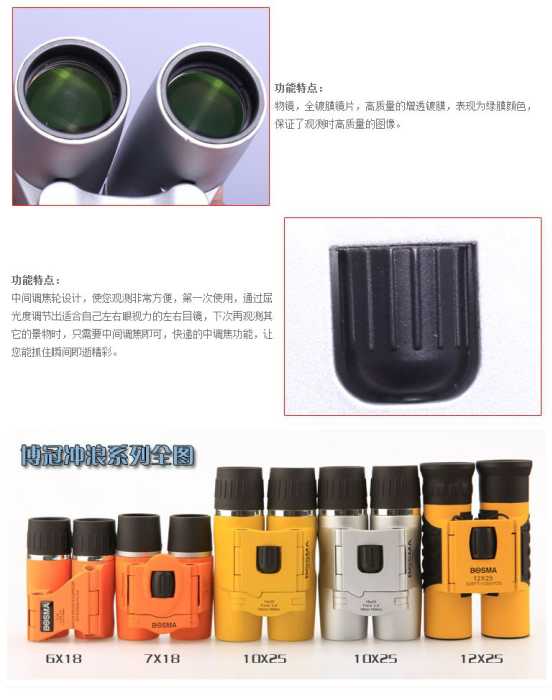 功能特点：
物镜，全镀膜镜片，高质量的增透镀膜，表现为绿膜颜色，
保证了观测时高质量的图像。
功能特点：
中间调焦轮设计，使您观测非常方便，第一次使用，通过屈
光度调节出适合自己左右眼视力的左右目镜，下次再观测其
它的景物时，只需要中间调焦即可，快速的中调焦功能，让
您能抓住瞬间即逝精彩。
博冠冲浪系列全图
BOSMA
BOSMA
BOSMA
10x25
BOSMA
10x25
BOSMA
12X25
6X18
7X18
10X25
10X25
12X25